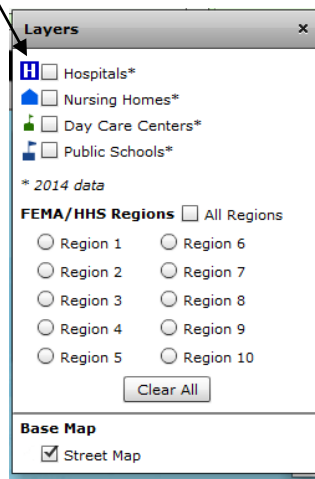 Layers x
H Hospitals*
Nursing Homes*
Day Care Centers*
Public Schools*
* 2014 data
FEMA/HHS Regions All Regions
Region 1 Region 6
Region 2 Region 7
Region 3 Region 8
Region 4 Region 9
Region 5 Region 10
Clear All
Base Map
Street Map